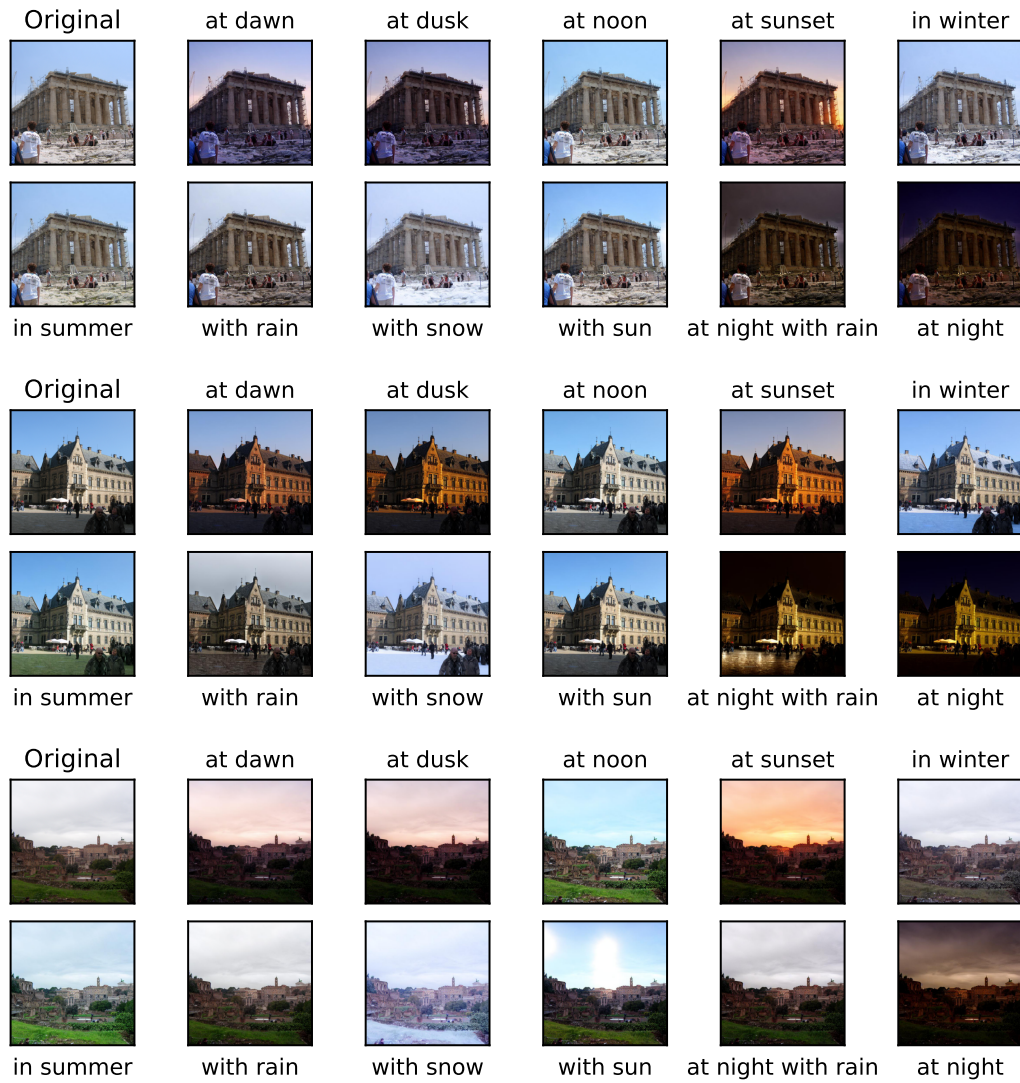 Original at dawn at dusk at noon at sunset in winter
in summer with rain with snow with sun at night with rain at night
Original at dawn at dusk at noon at sunset in winter
in summer with rain with snow with sun at night with rain at night
Original at dawn at dusk at noon at sunset in winter
in summer with rain with snow with sun at night with rain at night